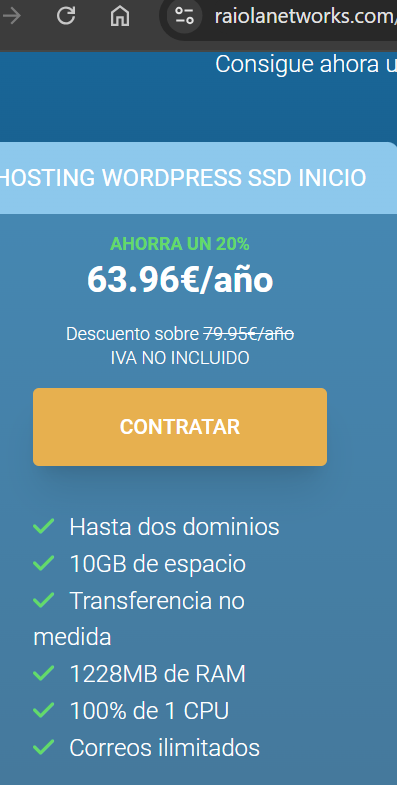 raiolanetworks.com/
Consigue ahora u
HOSTING WORDPRESS SSD INICIO
AHORRA UN 20%
63.96€/año
Descuento sobre 79.95€/año
IVA NO INCLUIDO
CONTRATAR
Hasta dos dominios
10GB de espacio
Transferencia no
medida
1228MB de RAM
100% de 1 CPU
Correos ilimitados